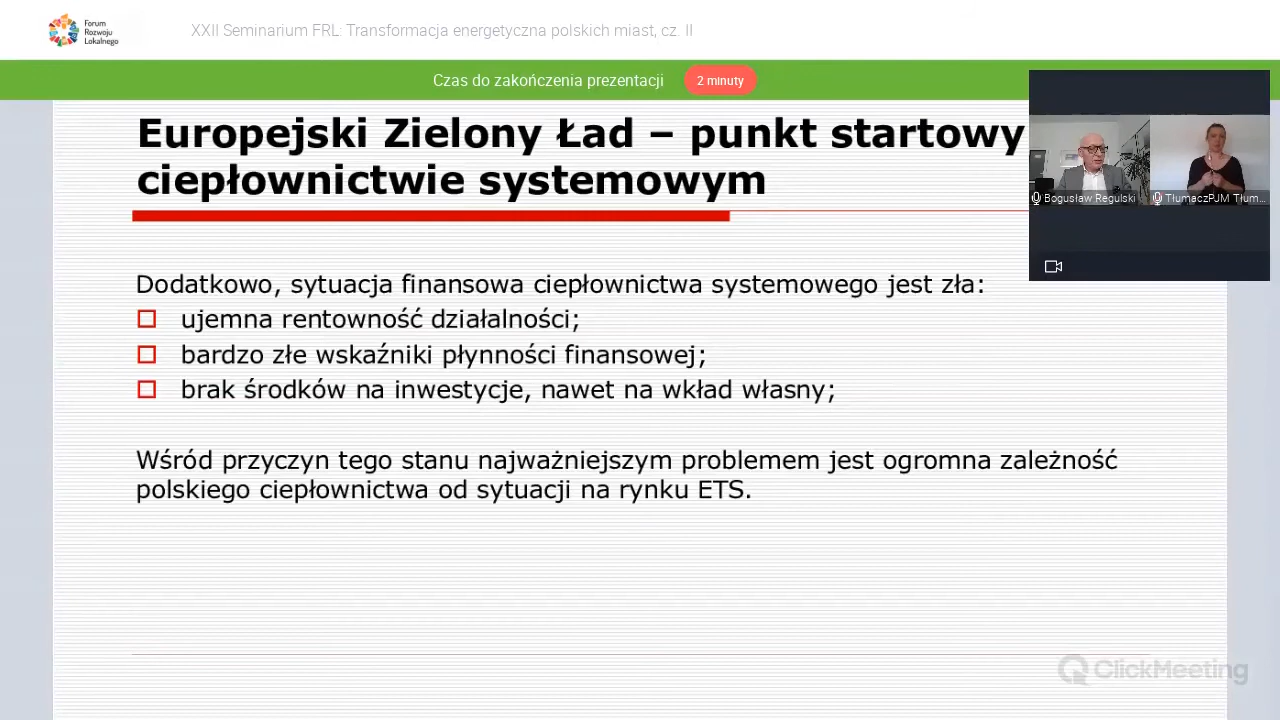 Forum
Rozwoju
Lokalnego
XXII Seminarium FRL: Transformacja energetyczna polskich miast, cz. II
Czas do zakończenia prezentacji 2 minuty
Europejski Zielony Ład – punkt startowy
ciepłownictwie systemowym
Bogusław Regulski
TłumaczPJM Tłum...
Dodatkowo, sytuacja finansowa ciepłownictwa systemowego jest zła:
ujemna rentowność działalności;
bardzo złe wskaźniki płynności finansowej;
brak środków na inwestycje, nawet na wkład własny;
Wśród przyczyn tego stanu najważniejszym problemem jest ogromna zależność
polskiego ciepłownictwa od sytuacji na rynku ETS.
ClickMeeting